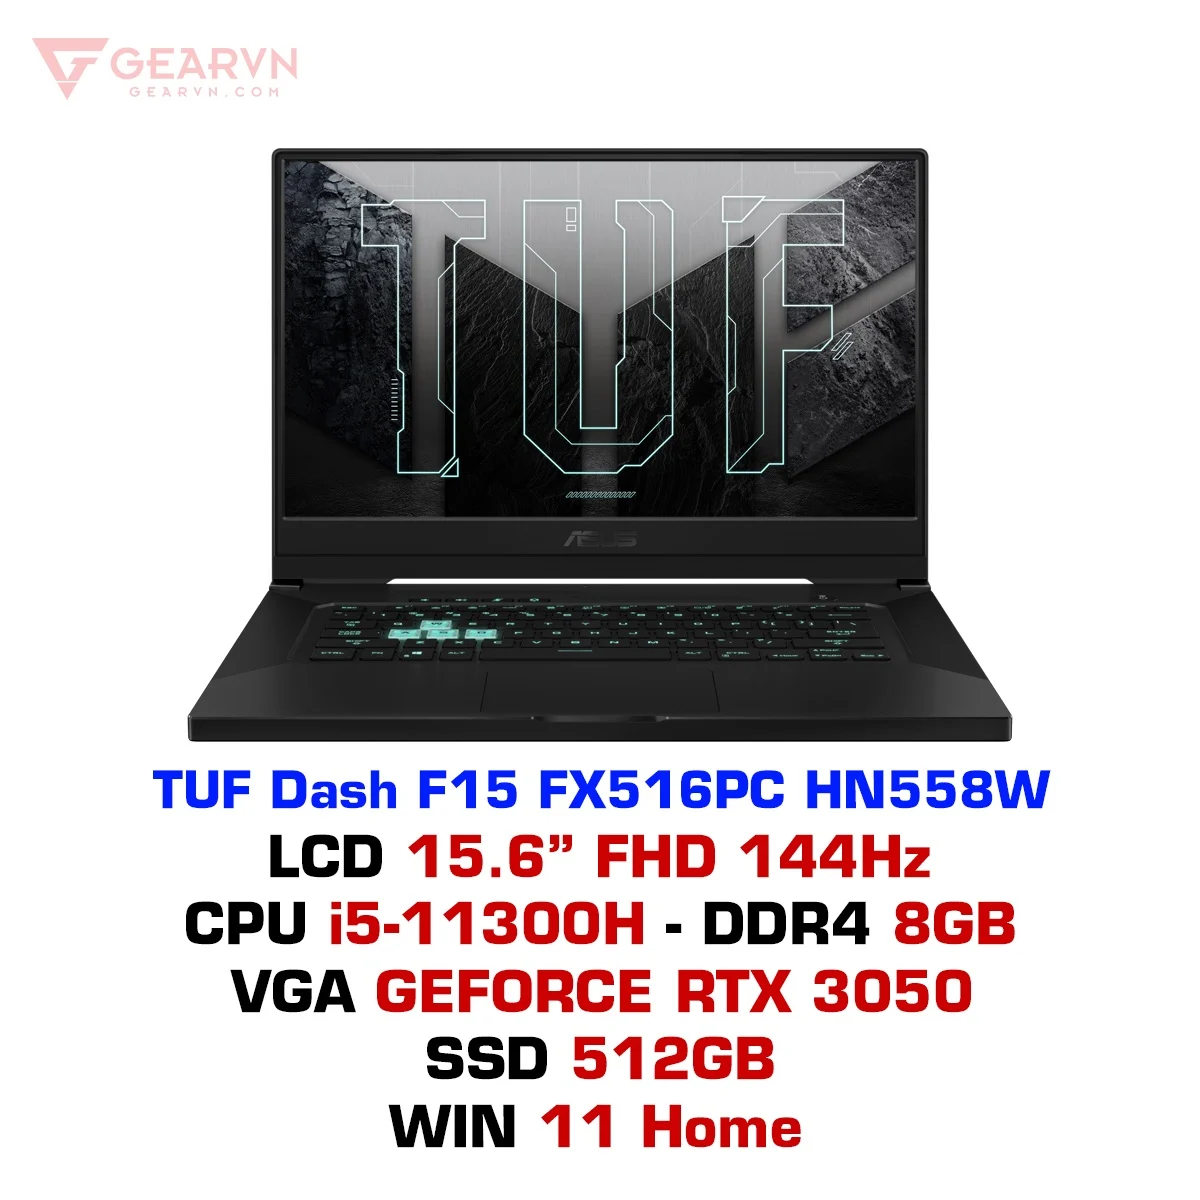 GEARVN
GEARVN.COM
TUF
ASUS
TUF Dash F15 FX516PC HN558W
LCD 15.6” FHD 144Hz
CPU i5-11300H - DDR4 8GB
VGA GEFORCE RTX 3050
SSD 512GB
WIN 11 Home